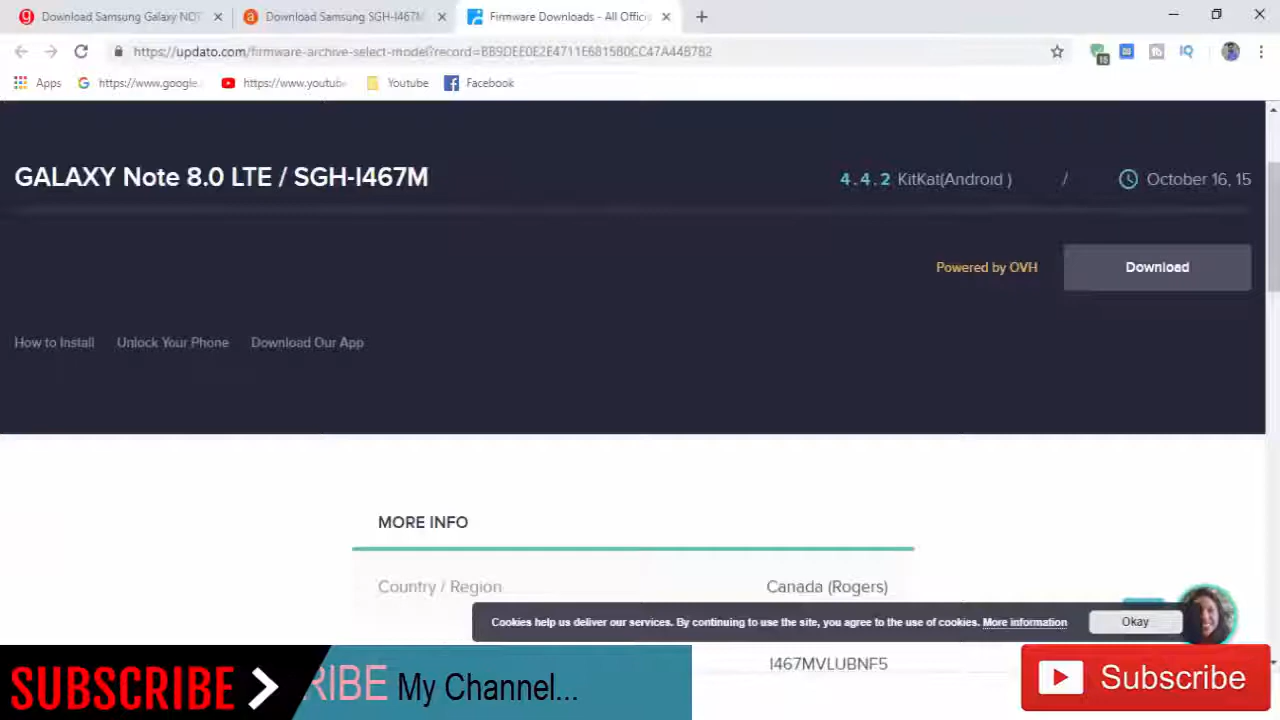 Download Samsung Galaxy NOT
Download Samsung SGH-I467M
Firmware Downloads - All Offici
https://updato.com/firmware-archive-select-model?record=BB9DEE0E2E4711E6815B0CC47A44B782
Apps
https://www.google
https://www.youtube
Youtube
Facebook
GALAXY Note 8.0 LTE / SGH-I467M
4.4.2 KitKat(Android ) / October 16, 15
Powered by OVH
Download
How to Install
Unlock Your Phone
Download Our App
MORE INFO
Country / Region
Canada (Rogers)
Cookies help us deliver our services. By continuing to use the site, you agree to the use of cookies. More information
Okay
I467MVLUBNF5
SUBSCRIBE
RIBE My Channel...
Subscribe